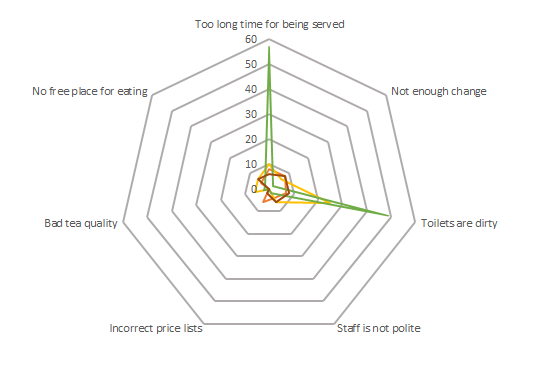 Too long time for being served
60
50
No free place for eating
Not enough change
40
30
20
10
0
Bad tea quality
Toilets are dirty
Incorrect price lists
Staff is not polite